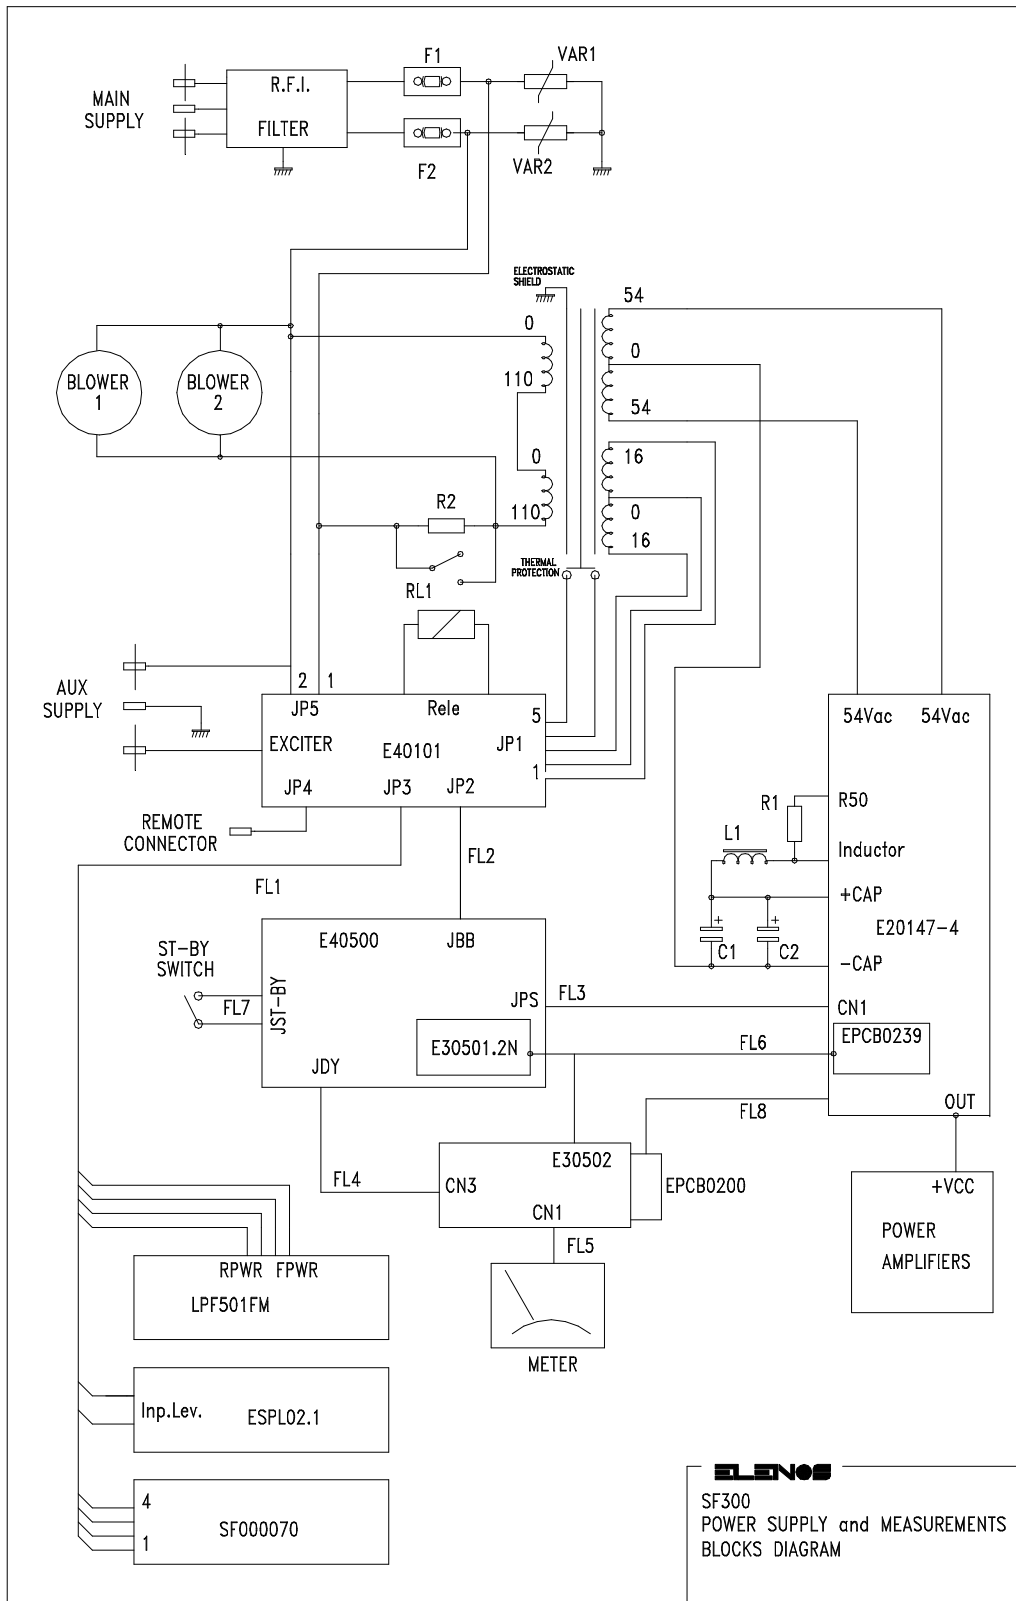 F1
VAR1
R.F.I.
FILTER
MAIN
SUPPLY
F2
VAR2
ELECTROSTATIC
SHIELD
54
0
0
110
54
BLOWER
1
BLOWER
2
0
16
R2
110
0
16
THERMAL
PROTECTION
RL1
AUX
SUPPLY
2 1
JP5
Rele
5
EXCITER
E40101
JP1
1
JP4
JP3
JP2
54Vac
54Vac
R1
R50
REMOTE
CONNECTOR
L1
Inductor
FL2
FL1
+CAP
E20147-4
E40500
JBB
+
+
C1
C2
-CAP
ST-BY
SWITCH
FL7
JST-BY
JPS
FL3
CN1
E30501.2N
FL6
EPCB0239
JDY
FL8
OUT
E30502
FL4
CN3
EPCB0200
+VCC
CN1
FL5
POWER
AMPLIFIERS
RPWR FPWR
LPF501FM
METER
Inp.Lev.
ESPL02.1
4
SF000070
1
ELENOS
SF300
POWER SUPPLY and MEASUREMENTS
BLOCKS DIAGRAM